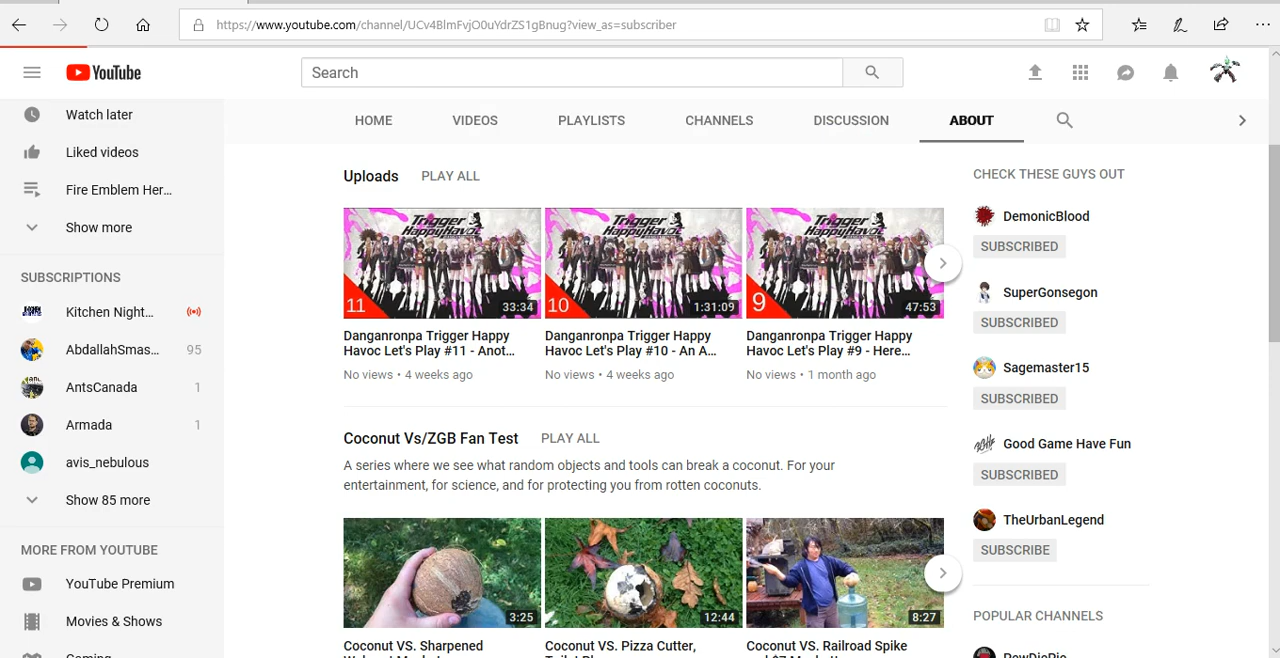 https://www.youtube.com/channel/UCv4BlmFvjO0uYdrZS1gBnug?view_as=subscriber
YouTube
Search
Watch later
Liked videos
Fire Emblem Her...
Show more
SUBSCRIPTIONS
Kitchen Night...
AbdallahSmas... 95
AntsCanada 1
Armada 1
avis_nebulous
Show 85 more
MORE FROM YOUTUBE
YouTube Premium
Movies & Shows
Gaming
HOME VIDEOS PLAYLISTS CHANNELS DISCUSSION ABOUT
Uploads PLAY ALL
Trigger HappyHavoc
11
33:34
Danganronpa Trigger Happy
Havoc Let's Play #11 - Anot...
No views • 4 weeks ago
Trigger HappyHavoc
10
1:31:09
Danganronpa Trigger Happy
Havoc Let's Play #10 - An A...
No views • 4 weeks ago
Trigger HappyHavoc
9
47:53
Danganronpa Trigger Happy
Havoc Let's Play #9 - Here...
No views • 1 month ago
Coconut Vs/ZGB Fan Test PLAY ALL
A series where we see what random objects and tools can break a coconut. For your
entertainment, for science, and for protecting you from rotten coconuts.
3:25
Coconut VS. Sharpened
12:44
Coconut VS. Pizza Cutter,
8:27
Coconut VS. Railroad Spike
CHECK THESE GUYS OUT
DemonicBlood
SUBSCRIBED
SuperGonsegon
SUBSCRIBED
Sagemaster15
SUBSCRIBED
Good Game Have Fun
SUBSCRIBED
TheUrbanLegend
SUBSCRIBE
POPULAR CHANNELS
PewDiePie